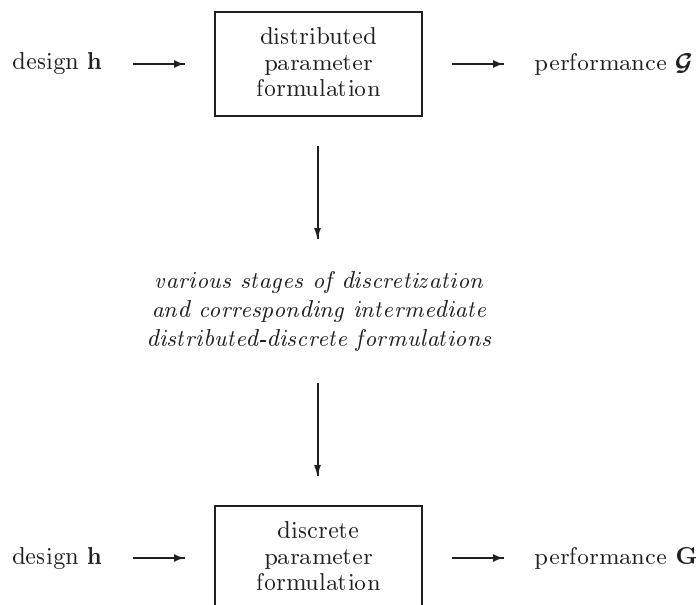 design h
distributed
parameter
formulation
performance 𝓖
various stages of discretization
and corresponding intermediate
distributed-discrete formulations
design h
discrete
parameter
formulation
performance G